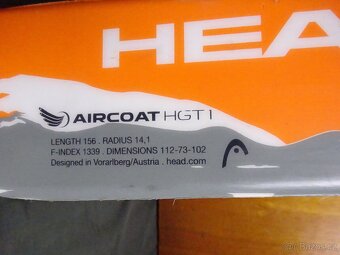 HEA
AIRCOAT HGT 1
LENGTH 156 . RADIUS 14,1
F-INDEX 1339 . DIMENSIONS 112-73-102
Designed in Vorarlberg/Austria . head.com